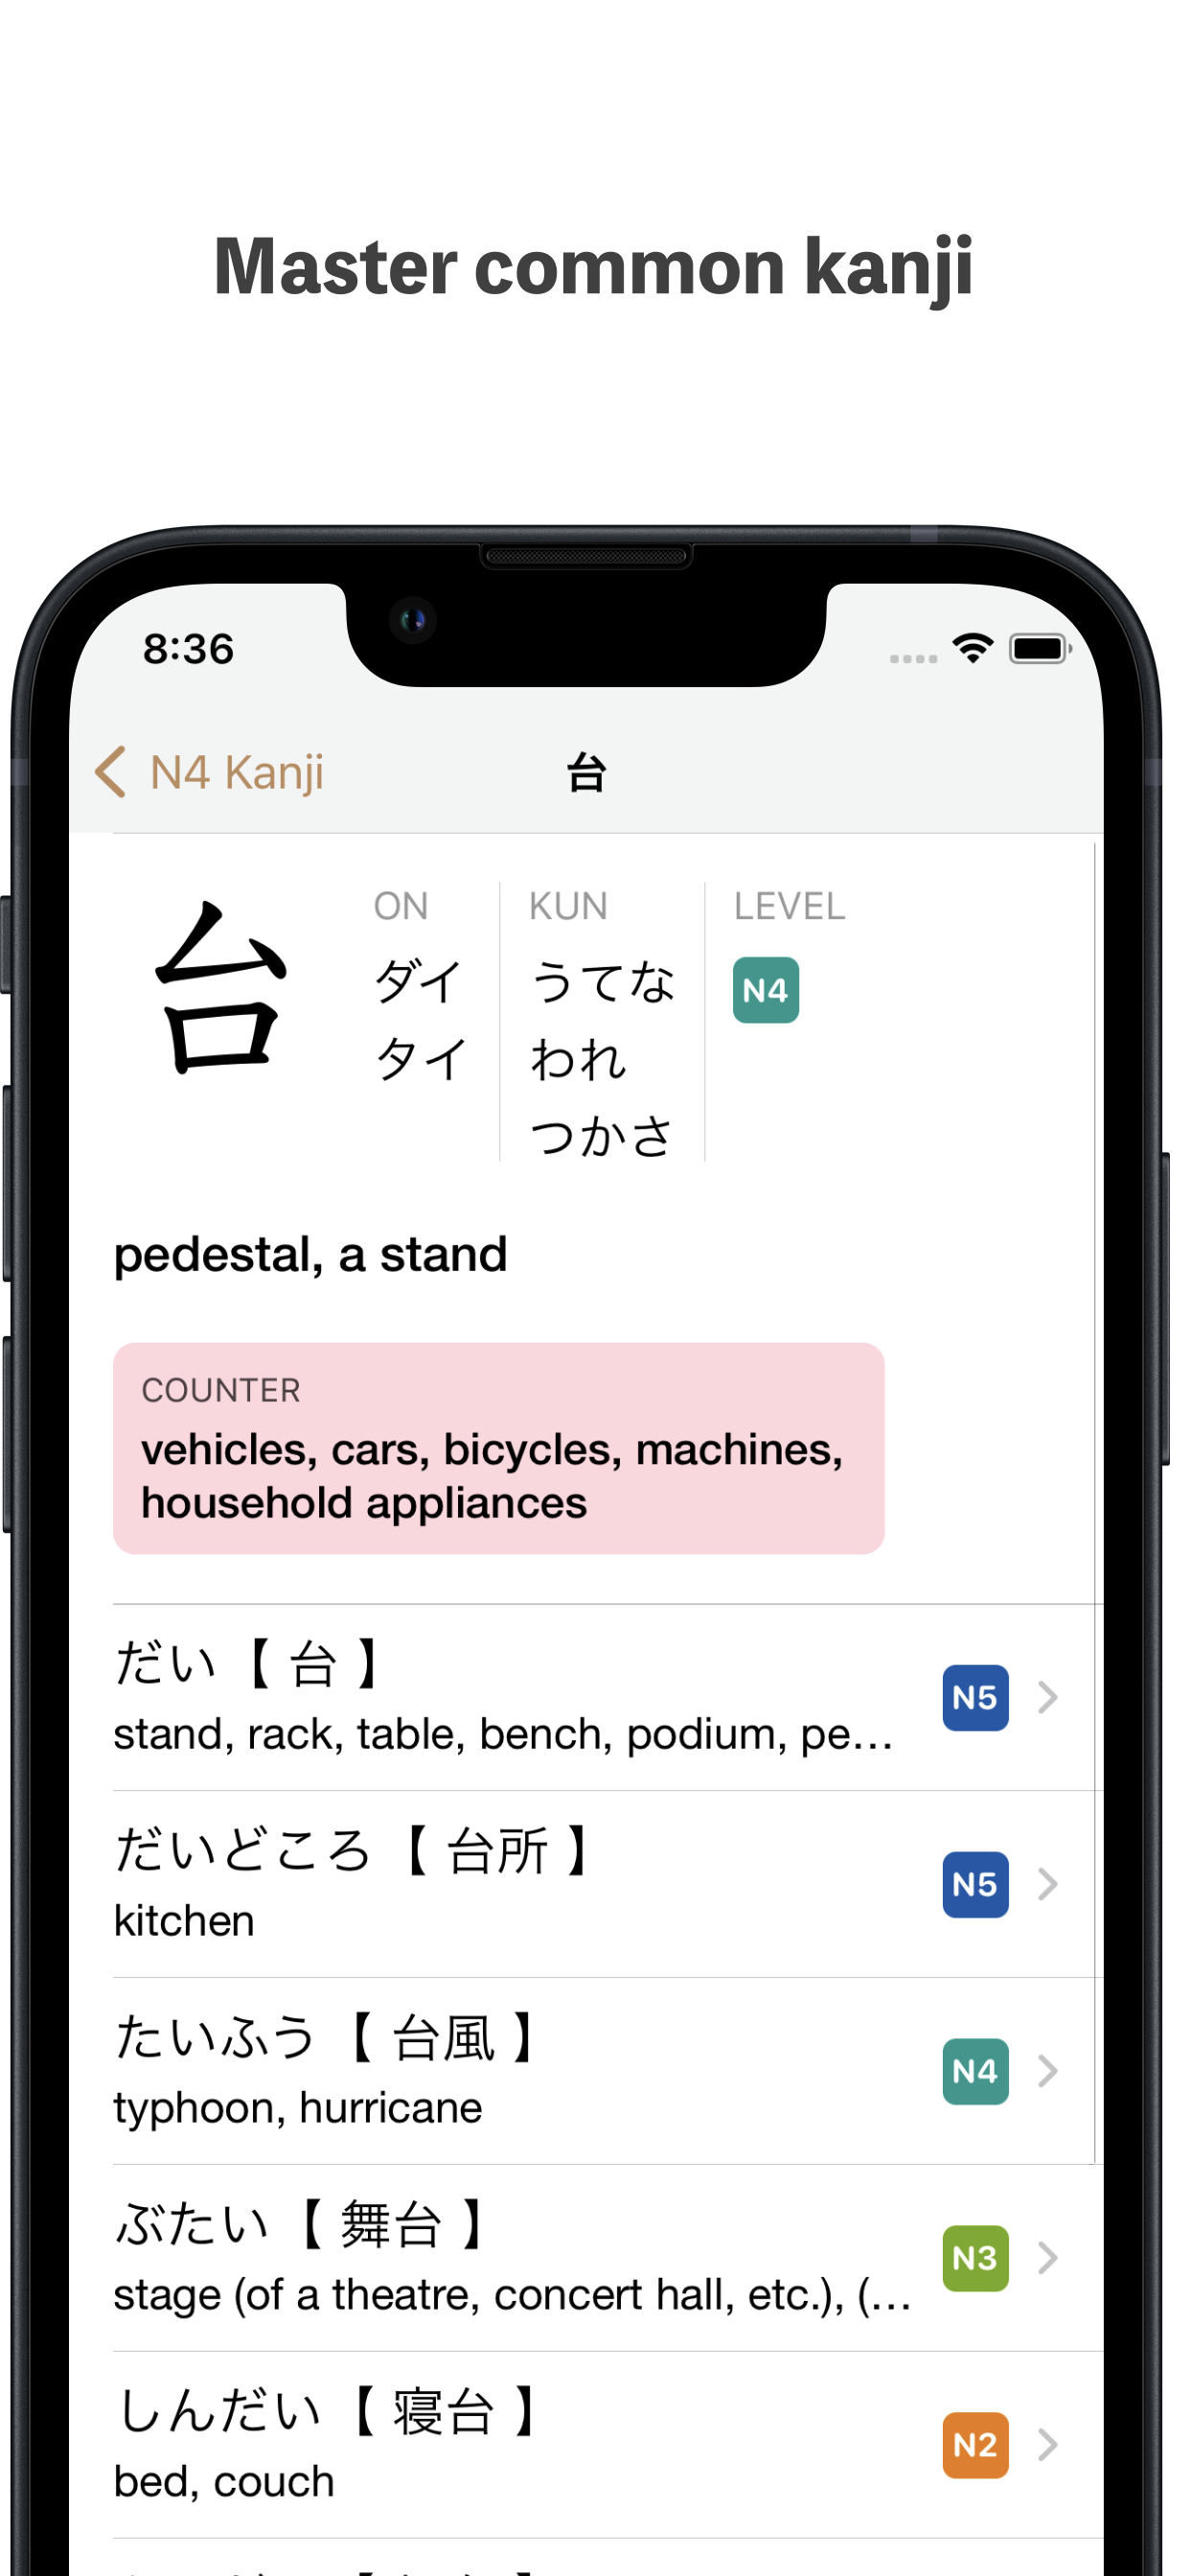 Master common kanji
8:36
N4 Kanji
台
台
ON
ダイ
タイ
KUN
うてな
われ
つかさ
LEVEL
N4
pedestal, a stand
COUNTER
vehicles, cars, bicycles, machines,
household appliances
だい【 台 】
stand, rack, table, bench, podium, pe...
N5
だいどころ【 台所 】
kitchen
N5
たいふう【 台風 】
typhoon, hurricane
N4
ぶたい【 舞台 】
stage (of a theatre, concert hall, etc.), (...
N3
しんだい【 寝台 】
bed, couch
N2